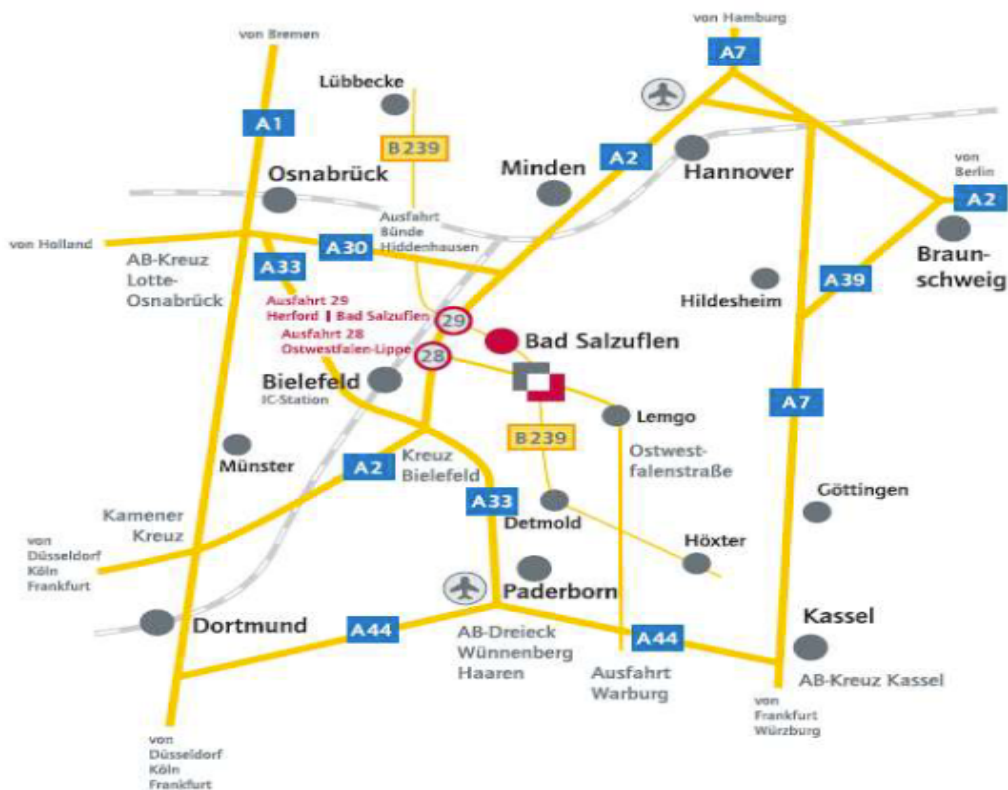 von Hamburg
von Bremen
A7
Lübbecke
A1
B239
A2
Minden
Hannover
Osnabrück
von
Berlin
A2
Ausfahrt
Bünde
Hiddenhausen
von Holland
A30
A33
AB-Kreuz
Lotte-
Osnabrück
Braun-
schweig
A39
Hildesheim
Ausfahrt 29
Herford | Bad Salzuflen
29
Ausfahrt 28
Ostwestfalen-Lippe
28
Bad Salzuflen
Bielefeld
IC-Station
A7
Lemgo
B239
Ostwest-
falenstraße
Münster
A2
Kreuz
Bielefeld
A33
Göttingen
Detmold
Kamener
Kreuz
Höxter
von
Düsseldorf
Köln
Frankfurt
Paderborn
Dortmund
A44
AB-Dreieck
Wünnenberg
Haaren
A44
Kassel
Ausfahrt
Warburg
AB-Kreuz Kassel
von
Frankfurt
Würzburg
von
Düsseldorf
Köln
Frankfurt